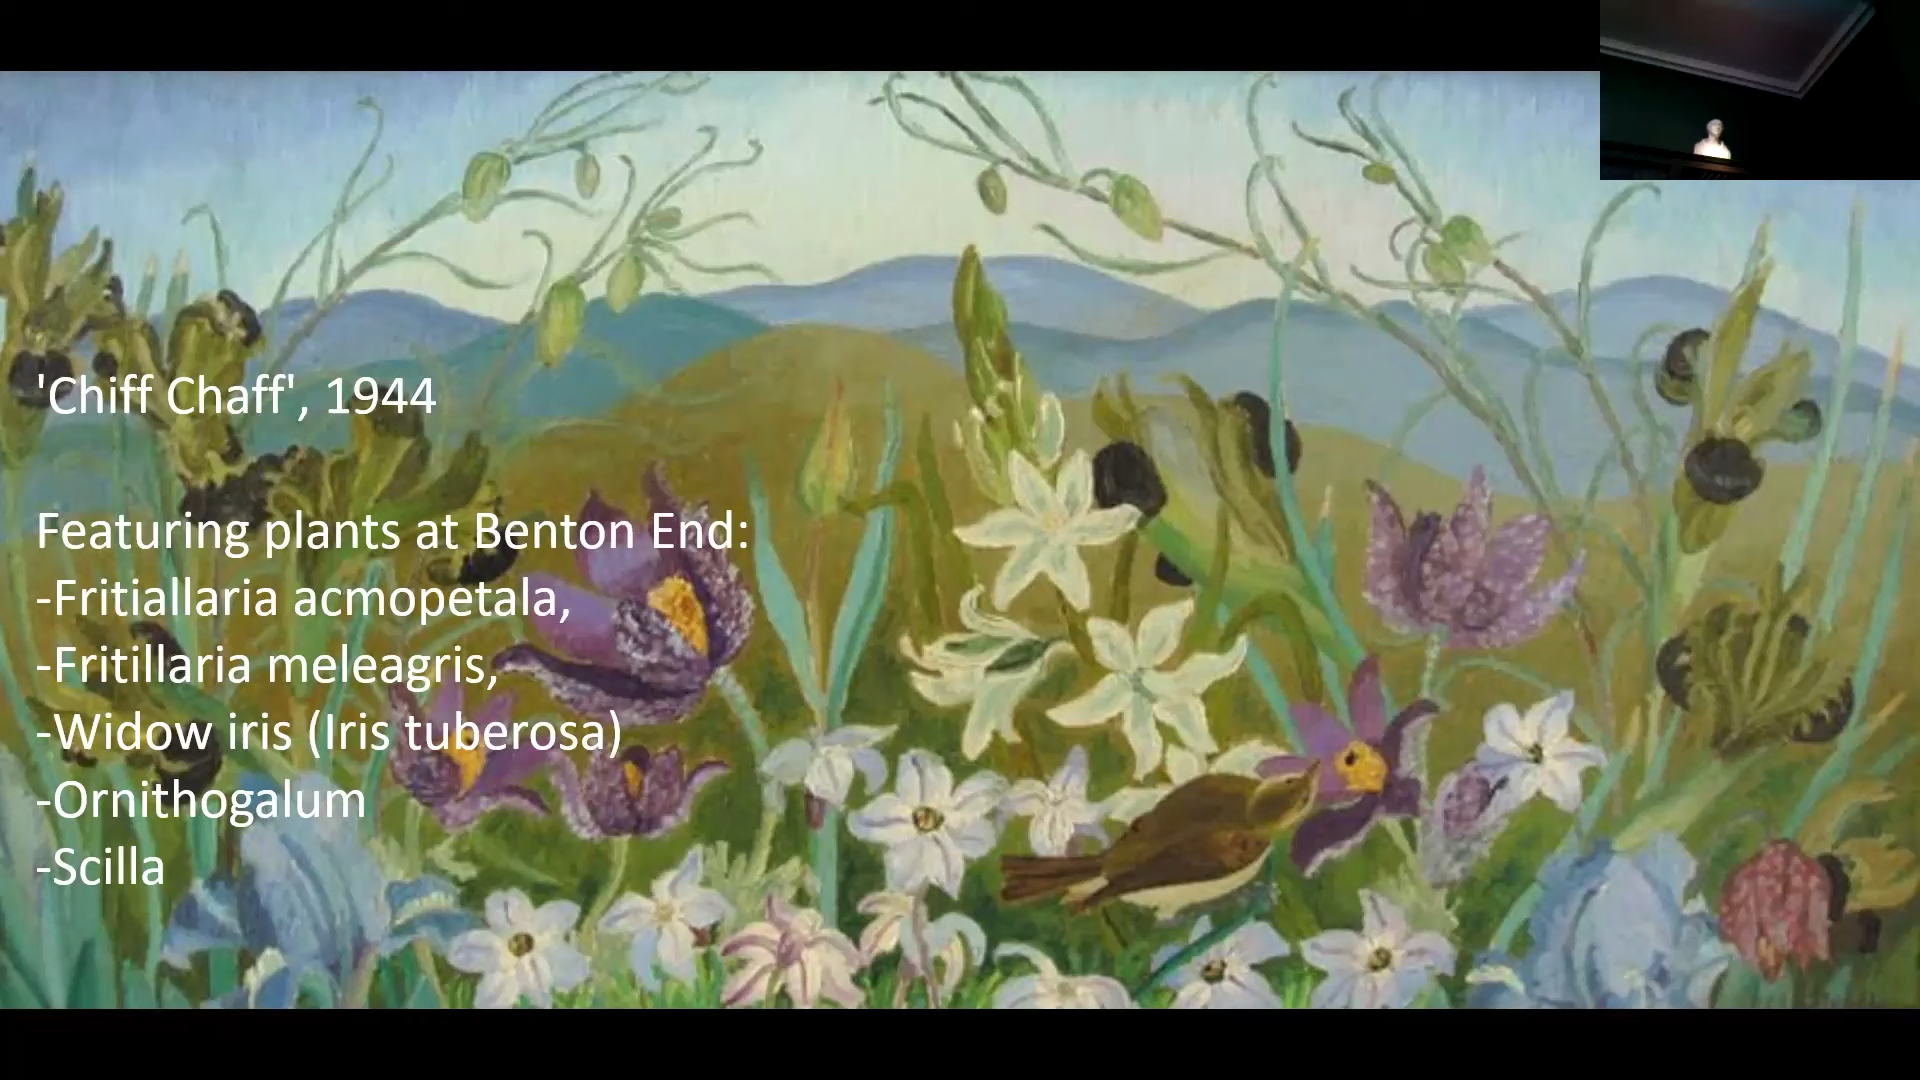 'Chiff Chaff', 1944
Featuring plants at Benton End:
-Fritiallaria acmopetala,
-Fritillaria meleagris,
-Widow iris (Iris tuberosa)
-Ornithogalum
-Scilla